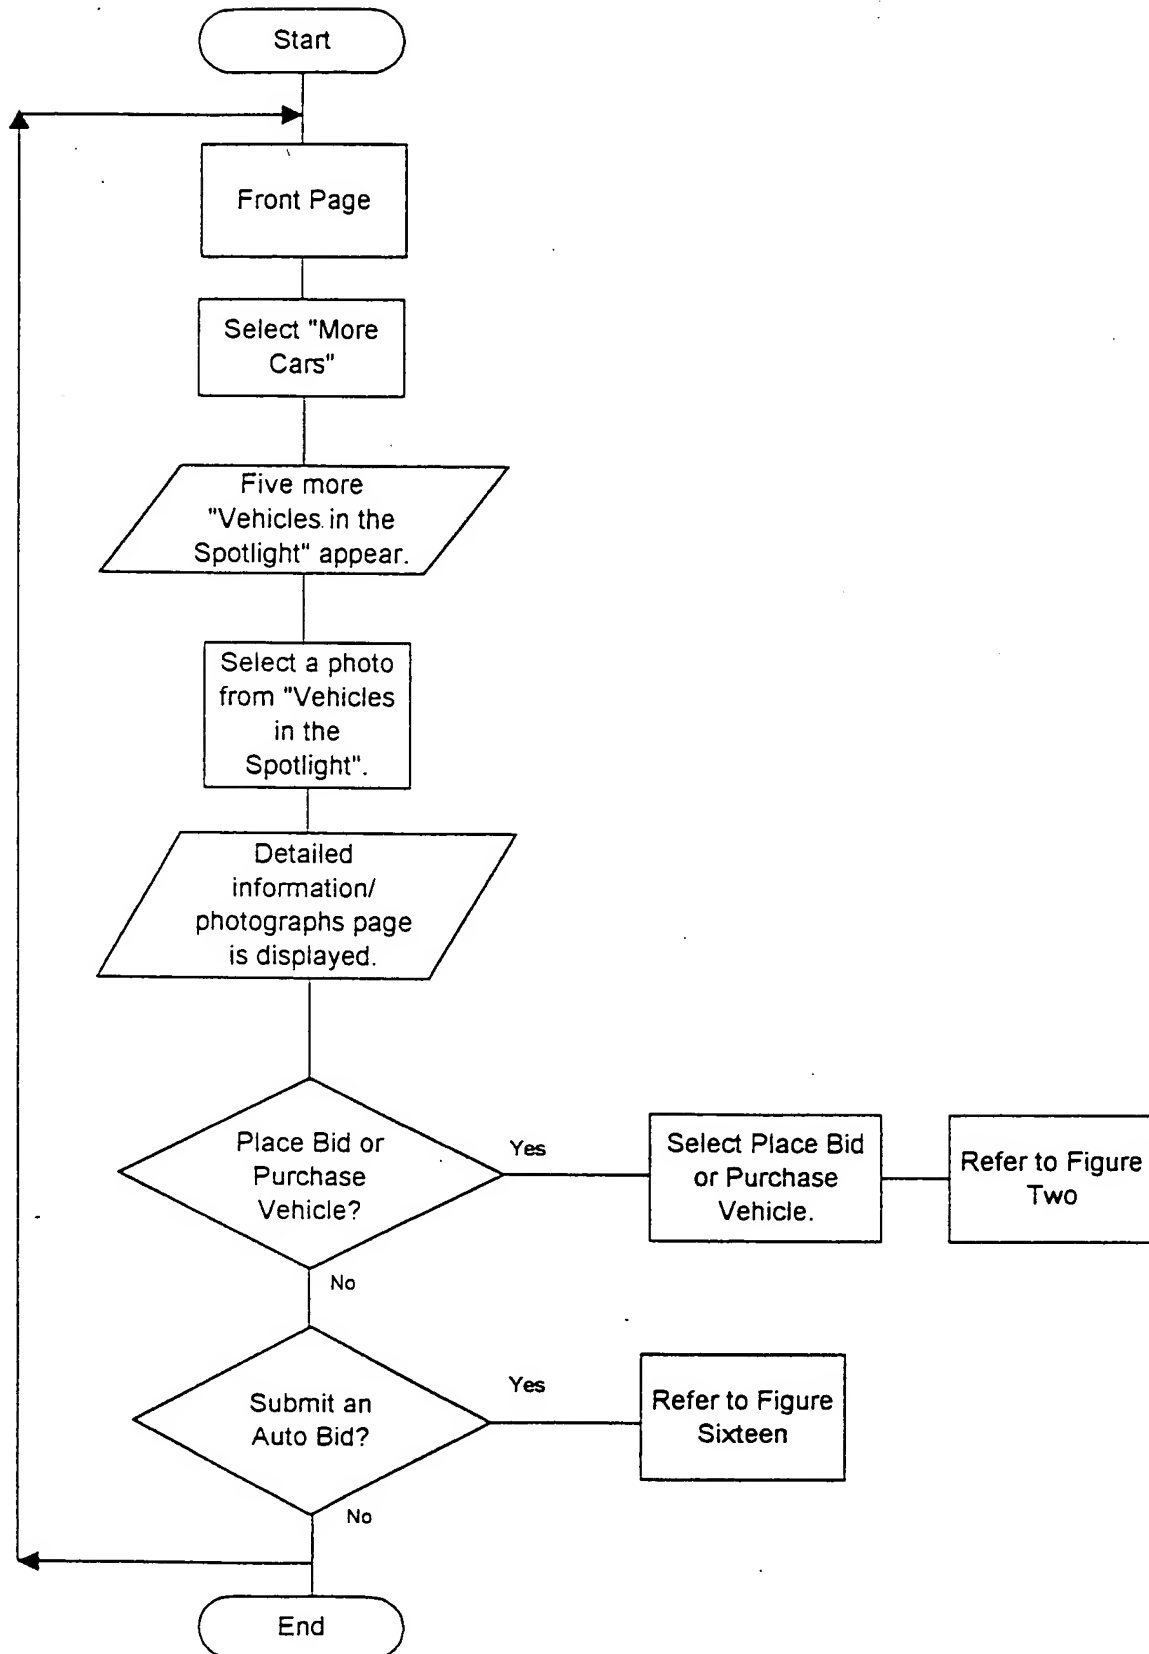 Start
Front Page
Select "More
Cars"
Five more
"Vehicles in the
Spotlight" appear.
Select a photo
from "Vehicles
in the
Spotlight".
Detailed
information/
photographs page
is displayed.
Place Bid or
Purchase
Vehicle?
Yes
Select Place Bid
or Purchase
Vehicle.
Refer to Figure
Two
No
Submit an
Auto Bid?
Yes
Refer to Figure
Sixteen
No
End